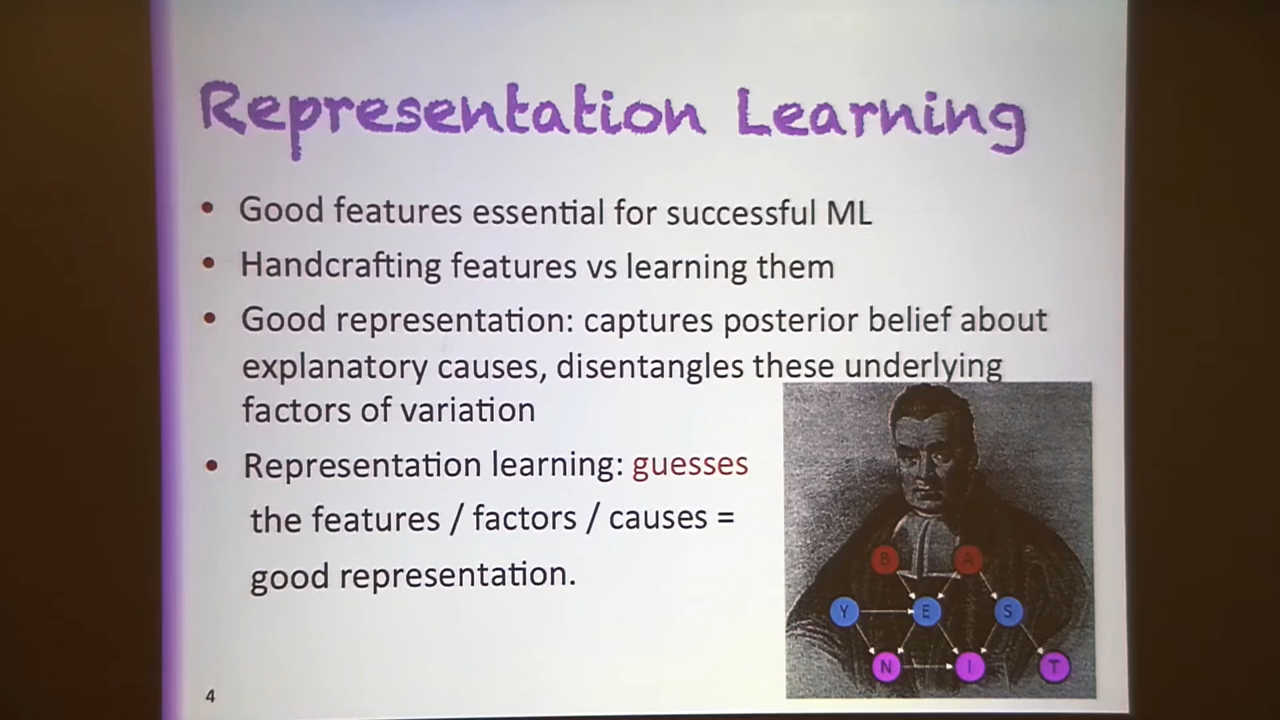 Representation Learning
• Good features essential for successful ML
• Handcrafting features vs learning them
• Good representation: captures posterior belief about
explanatory causes, disentangles these underlying
factors of variation
• Representation learning: guesses
the features / factors / causes =
good representation.
B A
Y E S
N I T
4